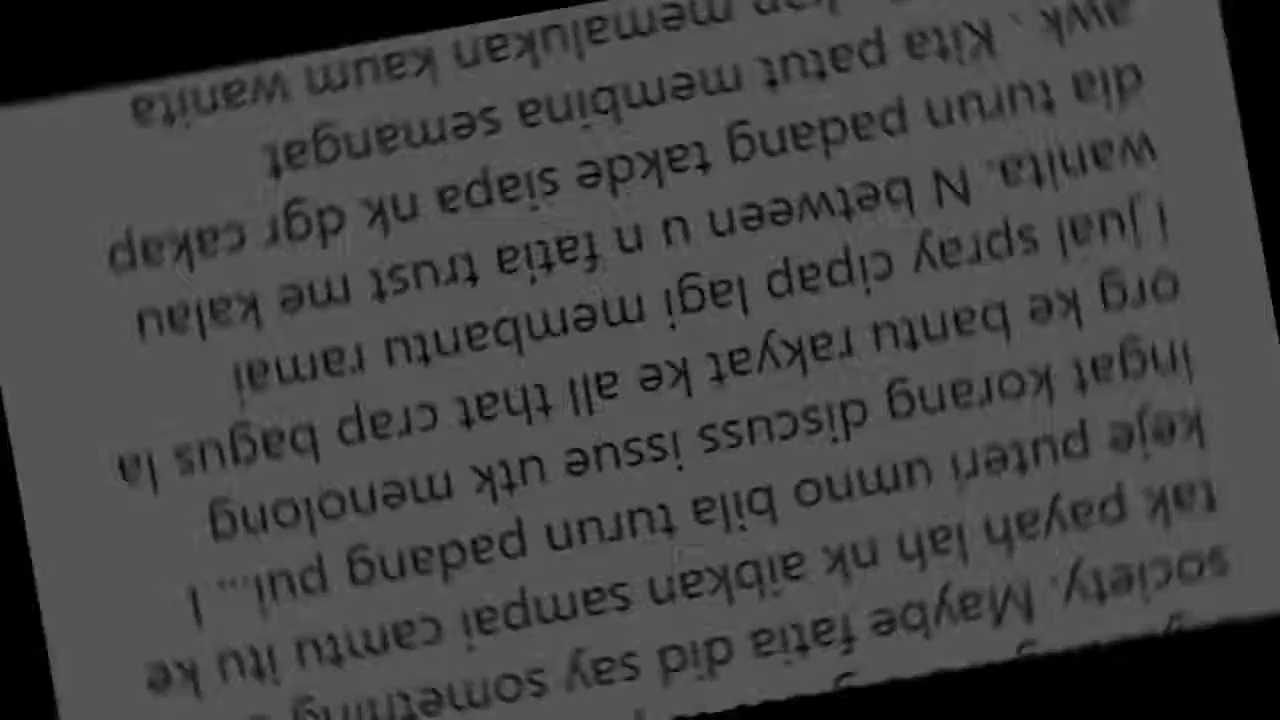 society. Maybe fatia did say something
tak payah lah nk aibkan sampai camtu itu ke
keje puteri umno bila turun padang pui... I
ingat korang discuss issue utk menolong
org ke bantu rakyat ke all that crap bagus la
I jual spray cipap lagi membantu ramai
wanita. N between u n fatia trust me kalau
dia turun padang takde siapa nk dgr cakap
awk . Kita patut membina semangat
memalukan kaum wanita